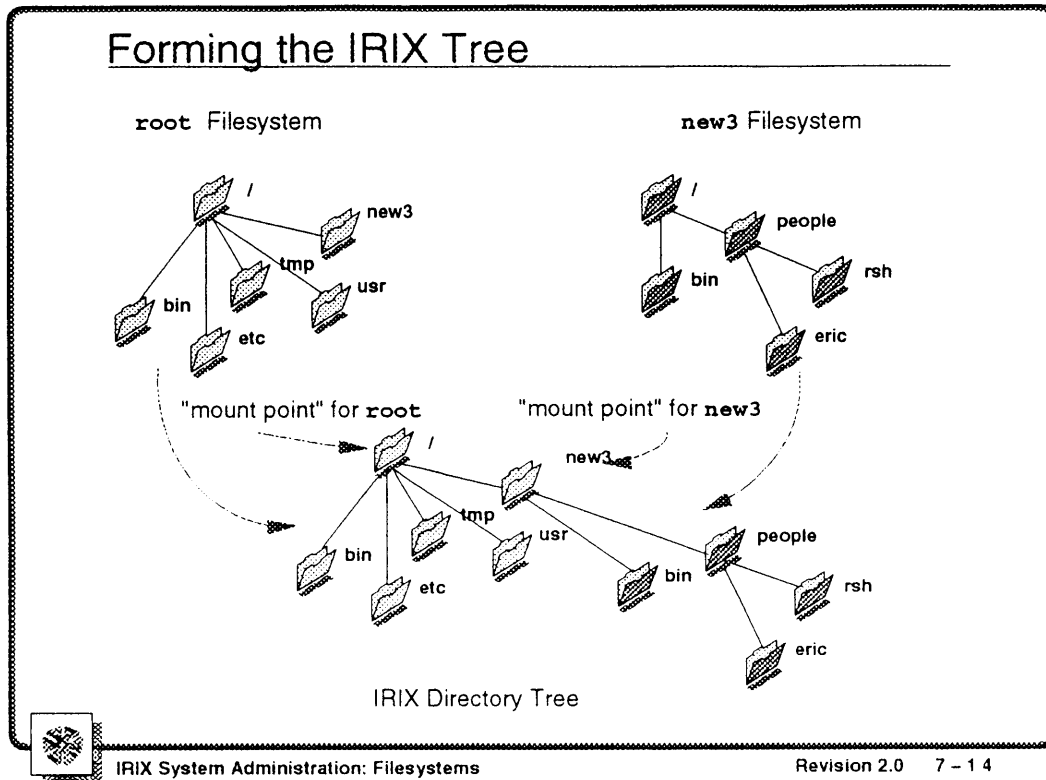 Forming the IRIX Tree
root Filesystem
new3 Filesystem
/
new3
tmp
usr
bin
etc
/
people
bin
rsh
eric
"mount point" for root
"mount point" for new3
/
new3
tmp
usr
bin
etc
people
bin
rsh
eric
IRIX Directory Tree
IRIX System Administration: Filesystems
Revision 2.0 7 - 1 4